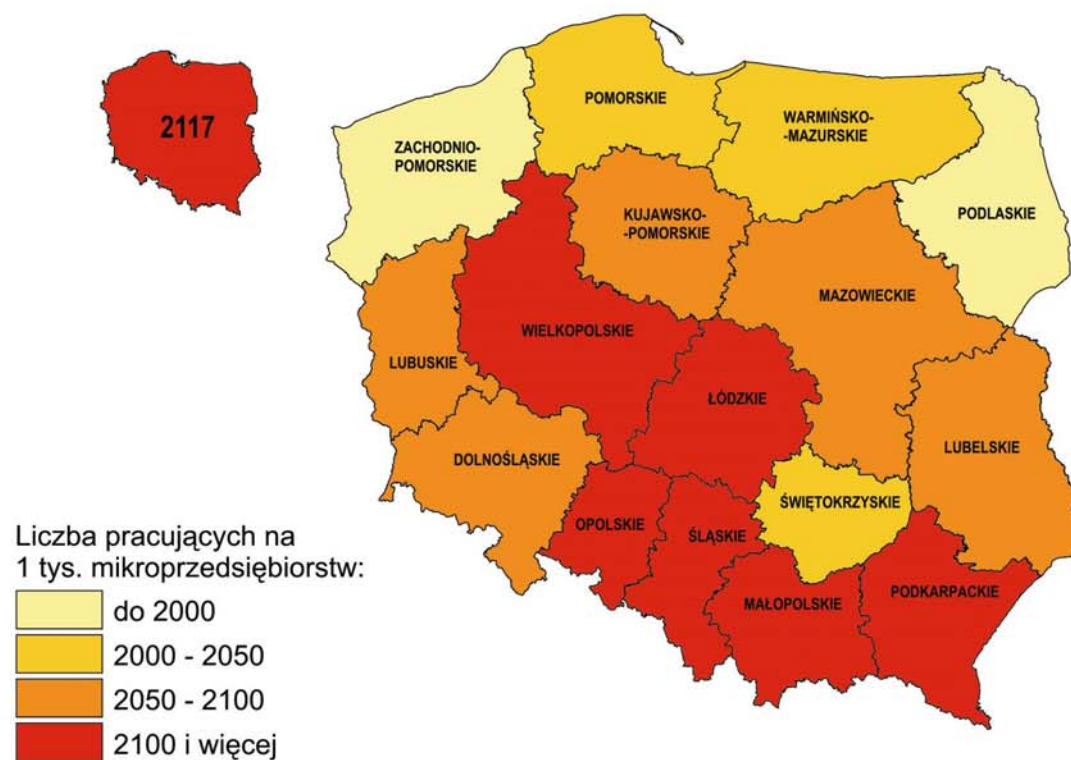 2117
POMORSKIE
WARMIŃSKO-
-MAZURSKIE
ZACHODNIO-
POMORSKIE
KUJAWSKO-
-POMORSKIE
PODLASKIE
MAZOWIECKIE
WIELKOPOLSKIE
LUBUSKIE
ŁÓDZKIE
LUBELSKIE
DOLNOŚLĄSKIE
ŚWIĘTOKRZYSKIE
OPOLSKIE
ŚLĄSKIE
PODKARPACKIE
MAŁOPOLSKIE
Liczba pracujących na
1 tys. mikroprzedsiębiorstw:
do 2000
2000 - 2050
2050 - 2100
2100 i więcej